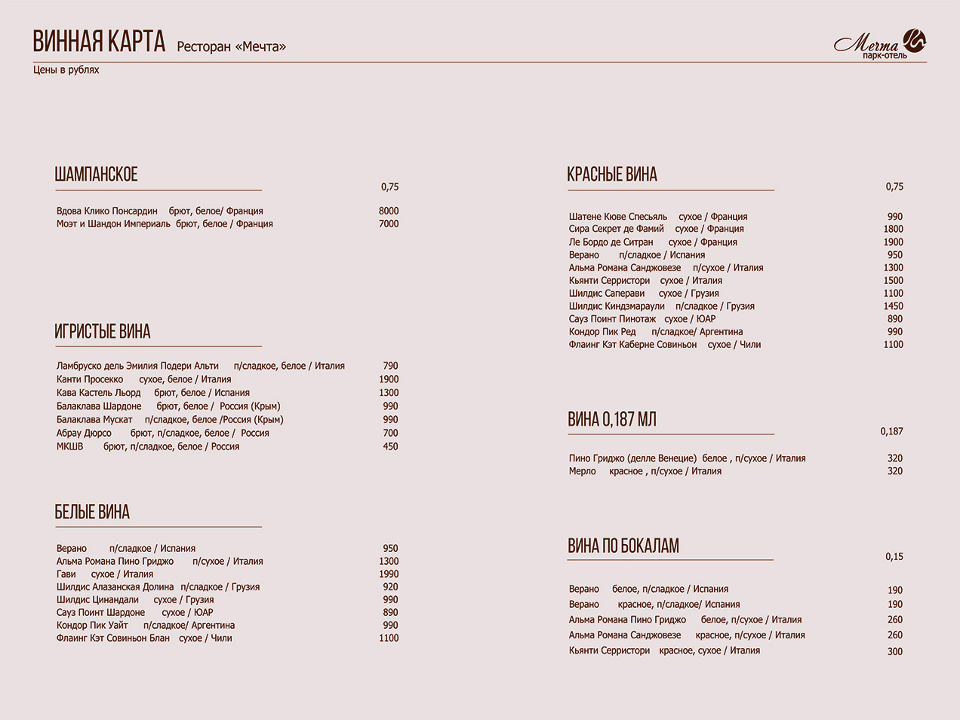 ВИННАЯ КАРТА Ресторан «Мечта»
Мечта
парк-отель
Цены в рублях
ШАМПАНСКОЕ
0,75
Вдова Клико Понсардин брют, белое/ Франция 8000
Моэт и Шандон Империаль брют, белое / Франция 7000
ИГРИСТЫЕ ВИНА
Ламбруско дель Эмилия Подери Альти п/сладкое, белое / Италия 790
Канти Просекко сухое, белое / Италия 1900
Кава Кастель Льорд брют, белое / Испания 1300
Балаклава Шардоне брют, белое / Россия (Крым) 990
Балаклава Мускат п/сладкое, белое /Россия (Крым) 990
Абрау Дюрсо брют, п/сладкое, белое / Россия 700
МКШВ брют, п/сладкое, белое / Россия 450
БЕЛЫЕ ВИНА
Верано п/сладкое / Испания 950
Альма Романа Пино Гриджо п/сухое / Италия 1300
Гави сухое / Италия 1990
Шилдис Алазанская Долина п/сладкое / Грузия 920
Шилдис Цинандали сухое / Грузия 990
Сауз Поинт Шардоне сухое / ЮАР 890
Кондор Пик Уайт п/сладкое/ Аргентина 990
Флаинг Кэт Совиньон Блан сухое / Чили 1100
КРАСНЫЕ ВИНА
0,75
Шатене Кюве Спесьяль сухое / Франция 990
Сира Секрет де Фамий сухое / Франция 1800
Ле Бордо де Ситран сухое / Франция 1900
Верано п/сладкое / Испания 950
Альма Романа Санджовезе п/сухое / Италия 1300
Кьянти Серристори сухое / Италия 1500
Шилдис Саперави сухое / Грузия 1100
Шилдис Киндзмараули п/сладкое / Грузия 1450
Сауз Поинт Пинотаж сухое / ЮАР 890
Кондор Пик Ред п/сладкое/ Аргентина 990
Флаинг Кэт Каберне Совиньон сухое / Чили 1100
ВИНА 0,187 МЛ
0,187
Пино Гриджо (делле Венецие) белое , п/сухое / Италия 320
Мерло красное , п/сухое / Италия 320
ВИНА ПО БОКАЛАМ
0,15
Верано белое, п/сладкое / Испания 190
Верано красное, п/сладкое/ Испания 190
Альма Романа Пино Гриджо белое, п/сухое / Италия 260
Альма Романа Санджовезе красное, п/сухое / Италия 260
Кьянти Серристори красное, сухое / Италия 300